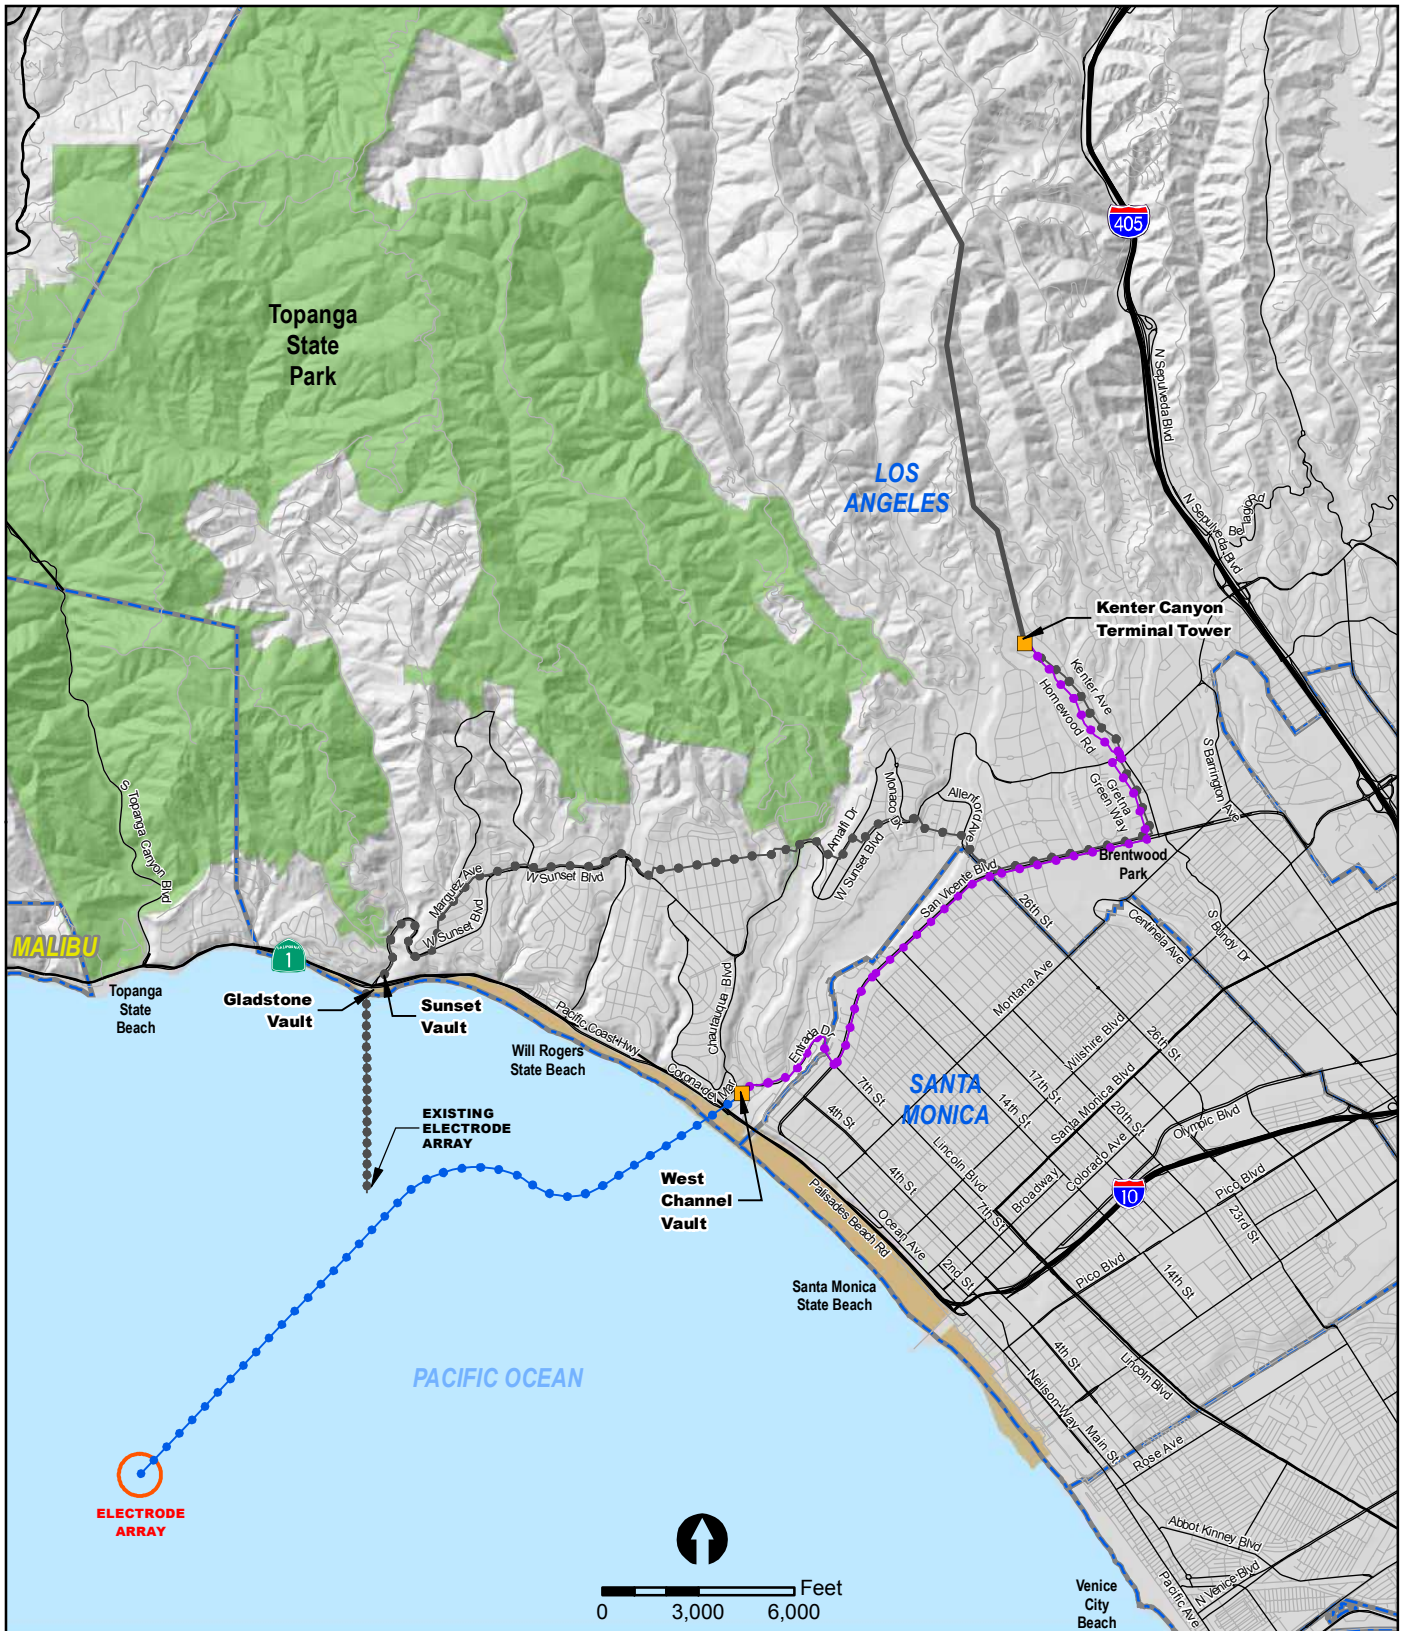 405
Topanga
State
Park
N Sepulveda Blvd
LOS
ANGELES
N Sepulveda Blvd
Bellagio Rd
Kenter Canyon
Terminal Tower
Kenter Ave
Homewood Rd
Gretna
Green Way
S Barrington Ave
S Topanga Canyon Blvd
Monaco Dr
Allenford Ave
Amalfi Dr
W Sunset Blvd
Brentwood
Park
W Sunset Blvd
Marquez Ave
San Vicente Blvd
26th St
Centinela Ave
S Bundy Dr
W Sunset Blvd
MALIBU
CALIFORNIA
1
Topanga
State
Beach
Gladstone
Vault
Sunset
Vault
Montana Ave
Chautauqua Blvd
Pacific Coast Hwy
Entrada Dr
Will Rogers
State Beach
Corona del Mar
Wilshire Blvd
26th St
SANTA
MONICA
7th St
17th St
14th St
Santa Monica Blvd
20th St
Olympic Blvd
4th St
EXISTING
ELECTRODE
ARRAY
Lincoln Blvd
Colorado Ave
Broadway
Pico Blvd
10
West
Channel
Vault
4th St
7th St
23rd St
Palisades Beach Rd
Ocean Ave
2nd St
Pico Blvd
14th St
Santa Monica
State Beach
PACIFIC OCEAN
4th St
Lincoln Blvd
Neilson Way
Main St
Rose Ave
ELECTRODE
ARRAY
Abbot Kinney Blvd
N Venice Blvd
Pacific Ave
Venice
City
Beach
Feet
0 3,000 6,000